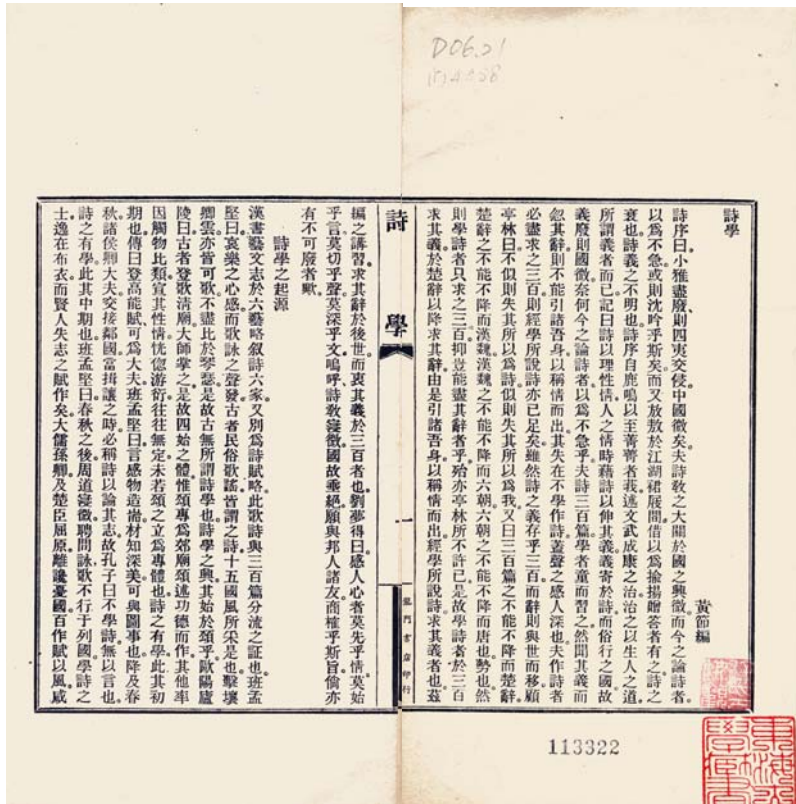 D06.21
詩學
黃節編
詩序曰小雅盡廢則四夷交侵中國微矣夫詩教之大關於國之興微而今之論詩者。
以爲不急或則沈吟乎斯矣而又放敖於江湖裙屐間借以爲揄揚贈答者有之詩之
衰也詩義之不明也詩序自鹿鳴以至菁菁者莪述文武成康之治治之以生人之道。
所謂義者而已記曰詩以理性情人之情時藉詩以伸其義義寄於詩而俗行之國故
義廢則國微奈何今之論詩者以爲不急乎夫詩三百篇學者童而習之然聞其義而
忽其辭則不能引諸吾身以稱情而出其失在不學作詩蓋聲之感人深也夫作詩者
必盡求之三百則經學所說詩亦已足矣雖然詩之義存乎三百而辭則與世而移顧
亭林曰不似則失其所以爲詩似則失其所以爲我又曰三百篇之不能不降而楚辭。
楚辭之不能不降而漢魏漢魏之不能不降而六朝六朝之不能不降而唐也勢也然
則學詩者只求之三百抑豈能盡其辭者乎殆亦亭林所不許已是故學詩者於三百
求其義於楚辭以降求其辭由是引諸吾身以稱情而出經學所說詩求其義者也茲
詩學
一
龍門書店印行
編之講習求其辭於後世而衷其義於三百者也劉夢得曰感人心者莫先乎情莫始
乎言莫切乎聲莫深乎文嗚呼詩敎寖微國故垂絕願與邦人諸友商榷乎斯旨倘亦
有不可廢者歟。
詩學之起源
漢書藝文志於六藝略叙詩六家又別爲詩賦略此歌詩與三百篇分流之証也班孟
堅曰哀樂之心感而歌詠之聲發古者民俗歌謠皆謂之詩十五國風所采是也擊壤
卿雲亦皆可歌不盡比於琴瑟是故古無所謂詩學也詩學之興其始於頌乎歐陽廬
陵曰古者登歌清廟大師掌之是故四始之體惟頌專爲郊廟頌述功德而作其他率
因觸物比類宣其性情恍惚游衍往往無定未若頌之立爲專體也詩之有學此其初
期也傳曰登高能賦可以爲大夫班孟堅曰言感物造耑材知深美可與圖事也降及春
秋諸侯卿大夫交接鄰國當揖讓之時必稱詩以諭其志故孔子曰不學詩無以言也
詩之有學此其中期也班孟堅曰春秋之後周道寖微聘問詠歌不行于列國學詩之
士逸在布衣而賢人失志之賦作矣大儒孫卿及楚臣屈原離讒憂國百作賦以風咸
113322